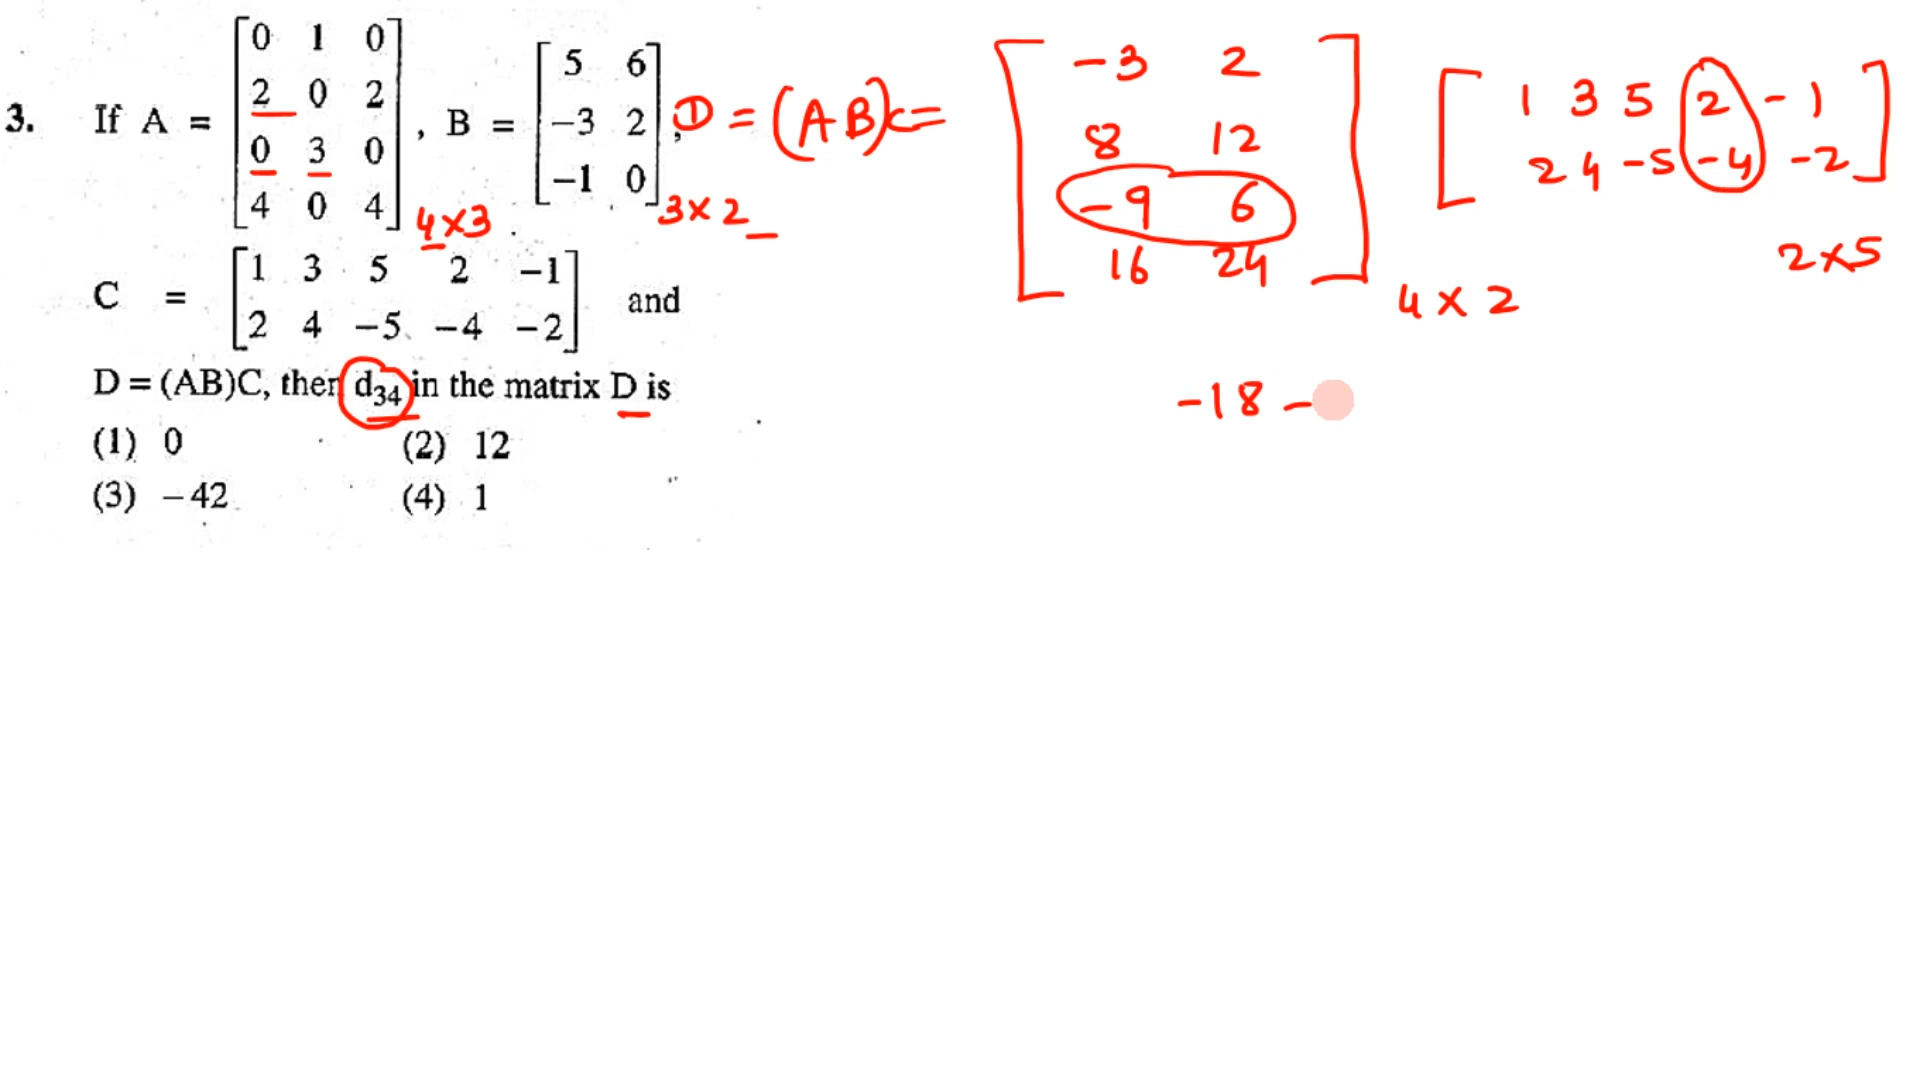 3. If A = [0 1 0
2 0 2
0 3 0
4 0 4] 4×3
, B = [5 6
-3 2
-1 0] 3×2
,
C = [1 3 5 2 -1
2 4 -5 -4 -2] and
D = (AB)C, then d34 in the matrix D is
(1) 0 (2) 12
(3) -42 (4) 1
D = (AB)C =
[-3 2
8 12
-9 6
16 24] 4×2
[1 3 5 2 -1
2 4 -5 -4 -2]
2×5
-18 -